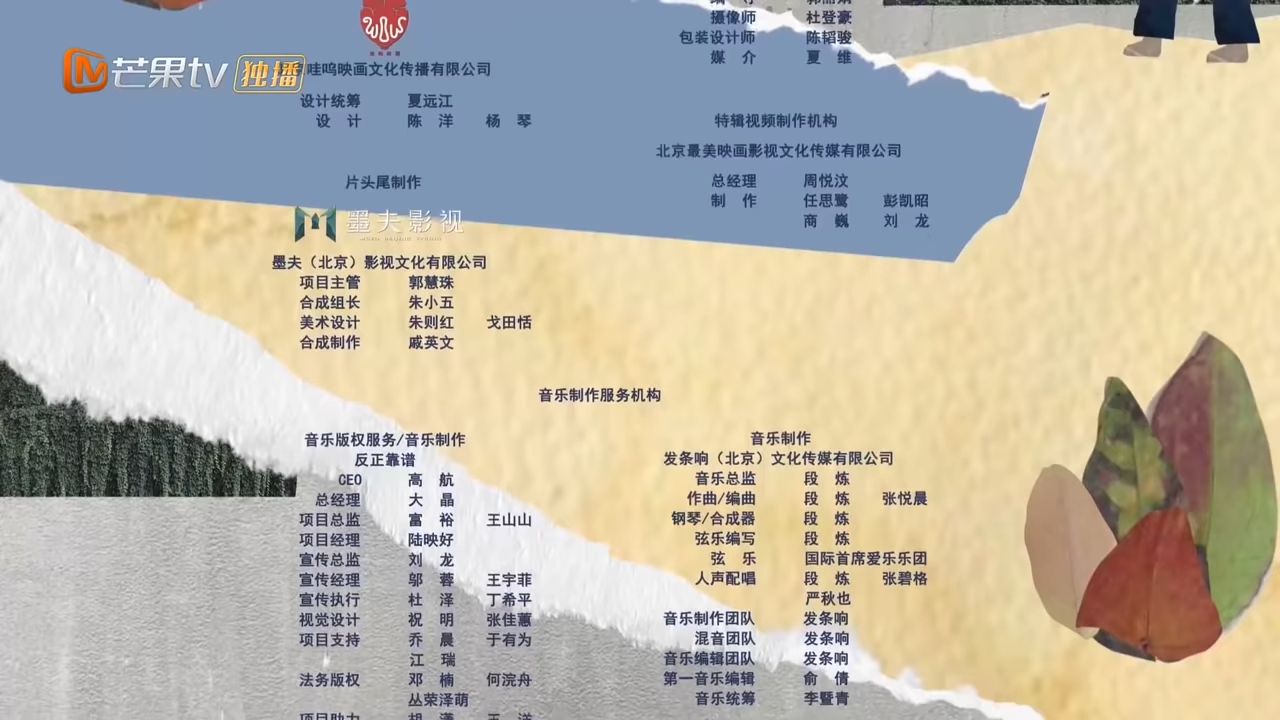 芒果tv 独播
哇呜映画文化传播有限公司
设计统筹 夏远江
设 计 陈 洋 杨 琴
片头尾制作
墨夫影视
墨夫（北京）影视文化有限公司
项目主管 郭慧珠
合成组长 朱小五
美术设计 朱则红 戈田恬
合成制作 戚英文
摄像师 杜登豪
包装设计师 陈韬骏
媒 介 夏 维
特辑视频制作机构
北京最美映画影视文化传媒有限公司
总经理 周悦汶
制 作 任思鹭 彭凯昭
商 巍 刘 龙
音乐制作服务机构
音乐版权服务/音乐制作
反正靠谱
CEO 高 航
总经理 大 晶
项目总监 富 裕 王山山
项目经理 陆映好
宣传总监 刘 龙
宣传经理 邬 蓉 王宇菲
宣传执行 杜 泽 丁希平
视觉设计 祝 明 张佳蕙
项目支持 乔 晨 于有为
江 瑞
法务版权 邓 楠 何浣舟
丛荣泽萌
音乐制作
发条响（北京）文化传媒有限公司
音乐总监 段 炼
作曲/编曲 段 炼 张悦晨
钢琴/合成器 段 炼
弦乐编写 段 炼
弦 乐 国际首席爱乐乐团
人声配唱 段 炼 张碧格
严秋也
音乐制作团队 发条响
混音团队 发条响
音乐编辑团队 发条响
第一音乐编辑 俞 倩
音乐统筹 李暨青